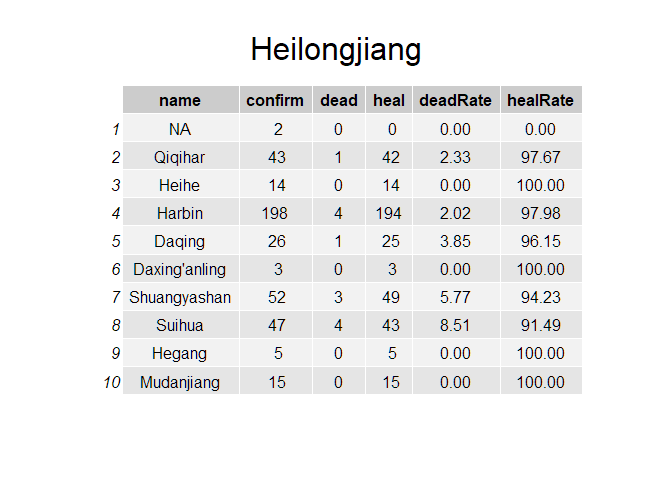 Heilongjiang
name confirm dead heal deadRate healRate
1 NA 2 0 0 0.00 0.00
2 Qiqihar 43 1 42 2.33 97.67
3 Heihe 14 0 14 0.00 100.00
4 Harbin 198 4 194 2.02 97.98
5 Daqing 26 1 25 3.85 96.15
6 Daxing'anling 3 0 3 0.00 100.00
7 Shuangyashan 52 3 49 5.77 94.23
8 Suihua 47 4 43 8.51 91.49
9 Hegang 5 0 5 0.00 100.00
10 Mudanjiang 15 0 15 0.00 100.00